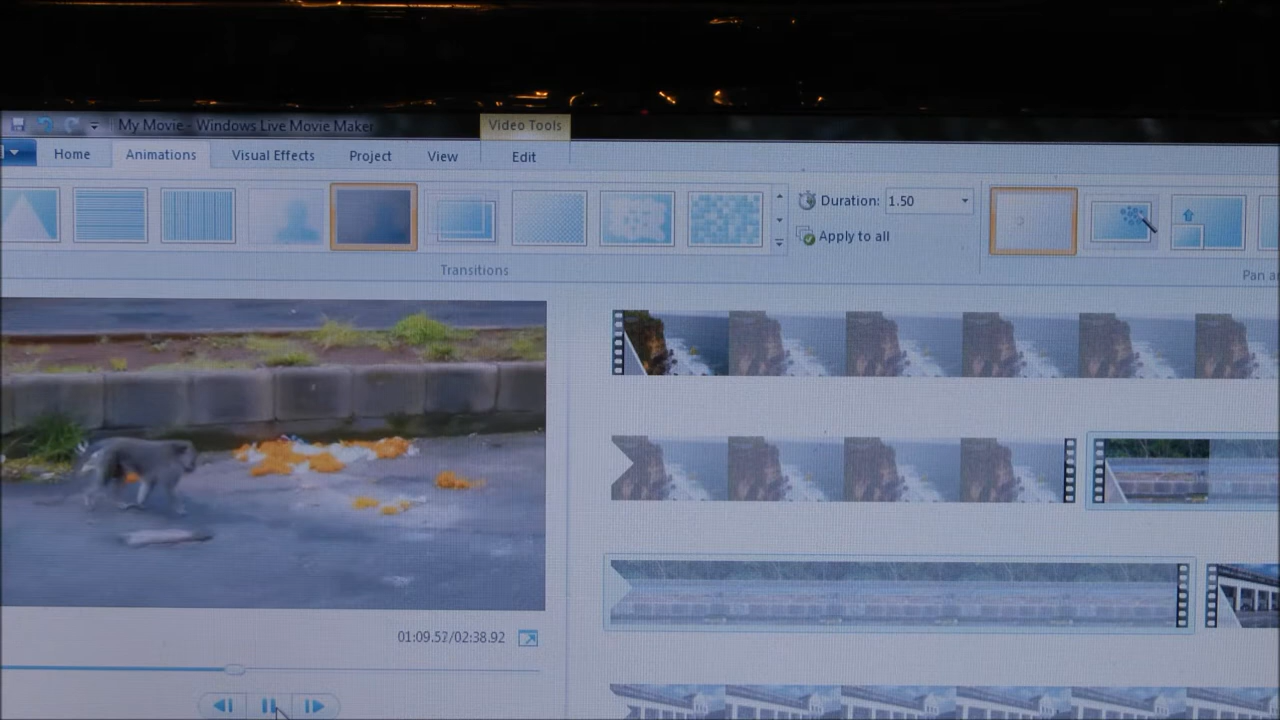 My Movie - Windows Live Movie Maker
Video Tools
Home
Animations
Visual Effects
Project
View
Edit
Duration: 1.50
Apply to all
Transitions
Pan
01:09.57/02:38.92